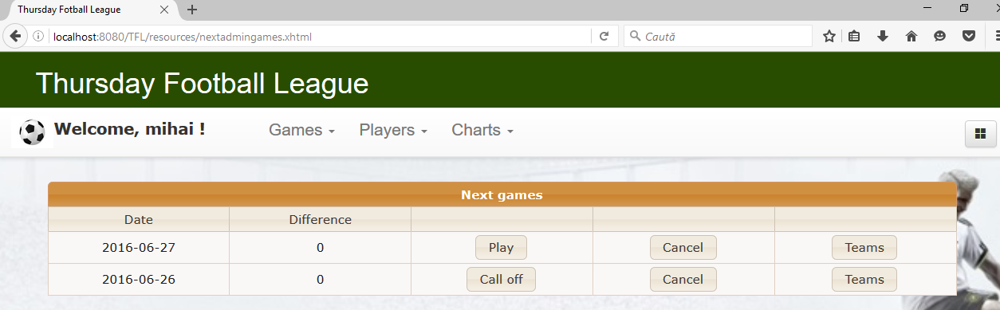 Thursday Fotball League
localhost:8080/TFL/resources/nextadmingames.xhtml
Caută
Thursday Football League
Welcome, mihai !
Games
Players
Charts
Next games
Date Difference
2016-06-27 0 Play Cancel Teams
2016-06-26 0 Call off Cancel Teams